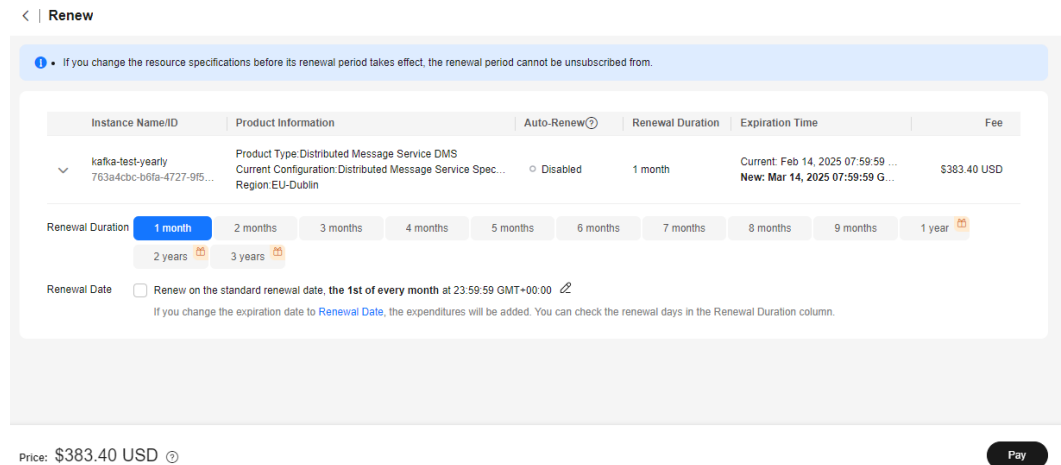 Renew
• If you change the resource specifications before its renewal period takes effect, the renewal period cannot be unsubscribed from.
Instance Name/ID Product Information Auto-Renew Renewal Duration Expiration Time Fee
kafka-test-yearly
763a4cbc-b6fa-4727-9f5...
Product Type:Distributed Message Service DMS
Current Configuration:Distributed Message Service Spec...
Region:EU-Dublin
Disabled
1 month
Current: Feb 14, 2025 07:59:59 ...
New: Mar 14, 2025 07:59:59 G...
$383.40 USD
Renewal Duration 1 month 2 months 3 months 4 months 5 months 6 months 7 months 8 months 9 months 1 year
2 years 3 years
Renewal Date Renew on the standard renewal date, the 1st of every month at 23:59:59 GMT+00:00
If you change the expiration date to Renewal Date, the expenditures will be added. You can check the renewal days in the Renewal Duration column.
Price: $383.40 USD
Pay